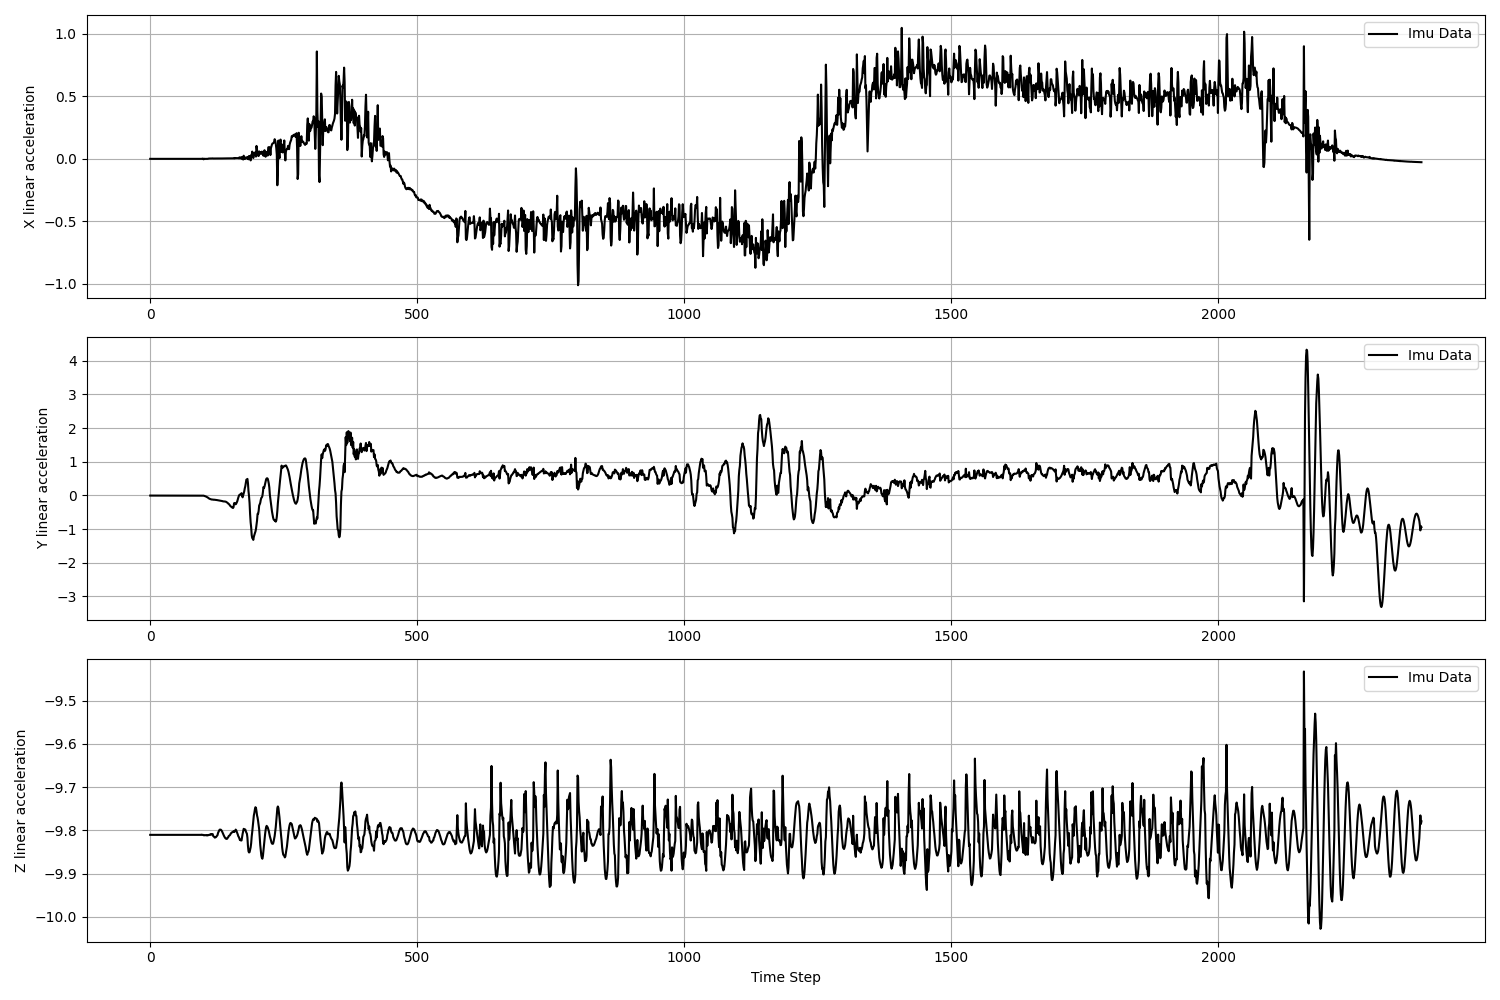 X linear acceleration
1.0
0.5
0.0
−0.5
−1.0
Imu Data
0 500 1000 1500 2000
Y linear acceleration
4
3
2
1
0
−1
−2
−3
Imu Data
0 500 1000 1500 2000
Z linear acceleration
−9.5
−9.6
−9.7
−9.8
−9.9
−10.0
Imu Data
0 500 1000 1500 2000
Time Step